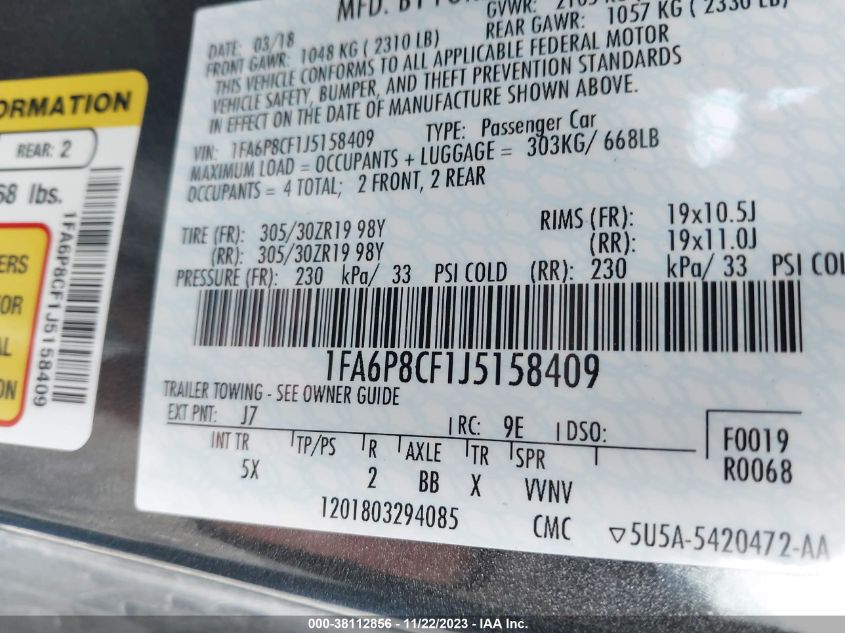 MFD. BY
GVWR:
DATE: 03/18
FRONT GAWR: 1048 KG ( 2310 LB) REAR GAWR: 1057 KG ( 2330 LB)
THIS VEHICLE CONFORMS TO ALL APPLICABLE FEDERAL MOTOR
VEHICLE SAFETY, BUMPER, AND THEFT PREVENTION STANDARDS
IN EFFECT ON THE DATE OF MANUFACTURE SHOWN ABOVE.
VIN: 1FA6P8CF1J5158409 TYPE: Passenger Car
MAXIMUM LOAD = OCCUPANTS + LUGGAGE = 303KG/ 668LB
OCCUPANTS = 4 TOTAL; 2 FRONT, 2 REAR
TIRE (FR): 305/30ZR19 98Y RIMS (FR): 19x10.5J
(RR): 305/30ZR19 98Y (RR): 19x11.0J
PRESSURE (FR): 230 kPa/ 33 PSI COLD (RR): 230 kPa/ 33 PSI COL
1FA6P8CF1J5158409
TRAILER TOWING - SEE OWNER GUIDE
EXT PNT: J7 RC: 9E DSO:
INT TR TP/PS R AXLE TR SPR
5X 2 BB X VVNV
F0019
R0068
1201803294085 CMC ▽5U5A-5420472-AA
ORMATION
REAR: 2
68 lbs.
1FA6P8CF1J5158409
ERS
OR
AL
ON
000-38112856 - 11/22/2023 - IAA Inc.